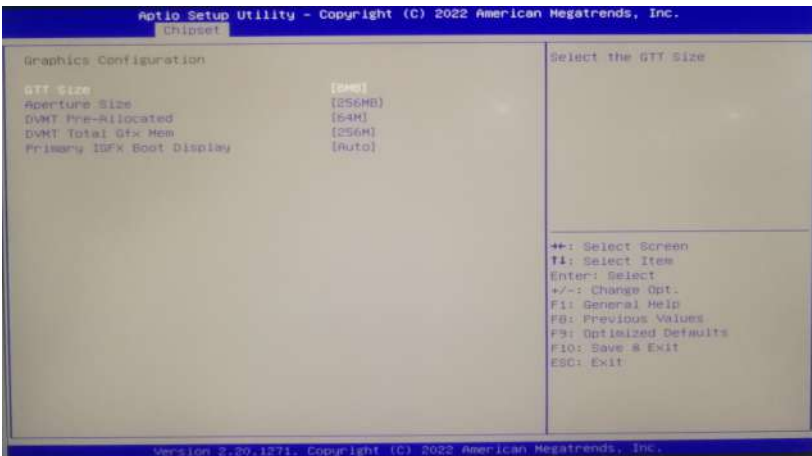 Aptio Setup Utility – Copyright (C) 2022 American Megatrends, Inc.
Chipset
Graphics Configuration
GTT Size [8MB]
Aperture Size [256MB]
DVMT Pre-Allocated [64M]
DVMT Total Gfx Mem [256M]
Primary IGFX Boot Display [Auto]
Select the GTT Size
→←: Select Screen
↑↓: Select Item
Enter: Select
+/-: Change Opt.
F1: General Help
F8: Previous Values
F9: Optimized Defaults
F10: Save & Exit
ESC: Exit
Version 2.20.1271. Copyright (C) 2022 American Megatrends, Inc.